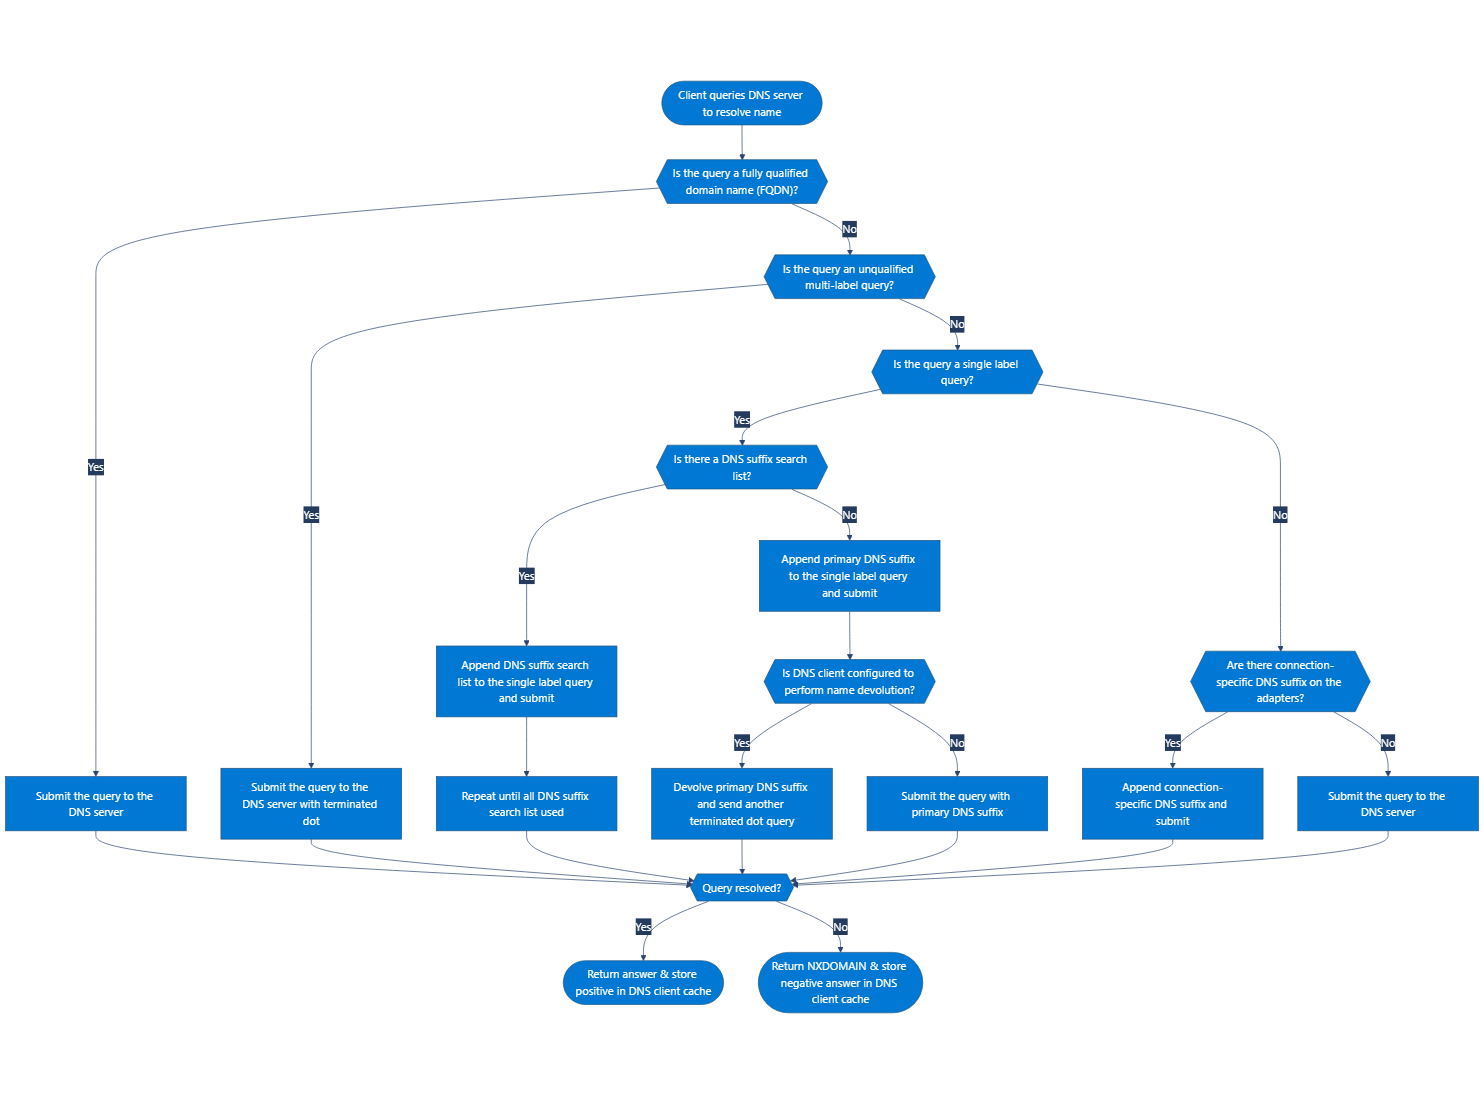 Client queries DNS server
to resolve name
Is the query a fully qualified
domain name (FQDN)?
No
Is the query an unqualified
multi-label query?
No
Is the query a single label
query?
Yes
Is there a DNS suffix search
list?
Yes
Yes
No
No
Append primary DNS suffix
to the single label query
and submit
Yes
Append DNS suffix search
list to the single label query
and submit
Is DNS client configured to
perform name devolution?
Are there connection-
specific DNS suffix on the
adapters?
Yes
No
Yes
No
Submit the query to the
DNS server
Submit the query to the
DNS server with terminated
dot
Repeat until all DNS suffix
search list used
Devolve primary DNS suffix
and send another
terminated dot query
Submit the query with
primary DNS suffix
Append connection-
specific DNS suffix and
submit
Submit the query to the
DNS server
Query resolved?
Yes
No
Return answer & store
positive in DNS client cache
Return NXDOMAIN & store
negative answer in DNS
client cache